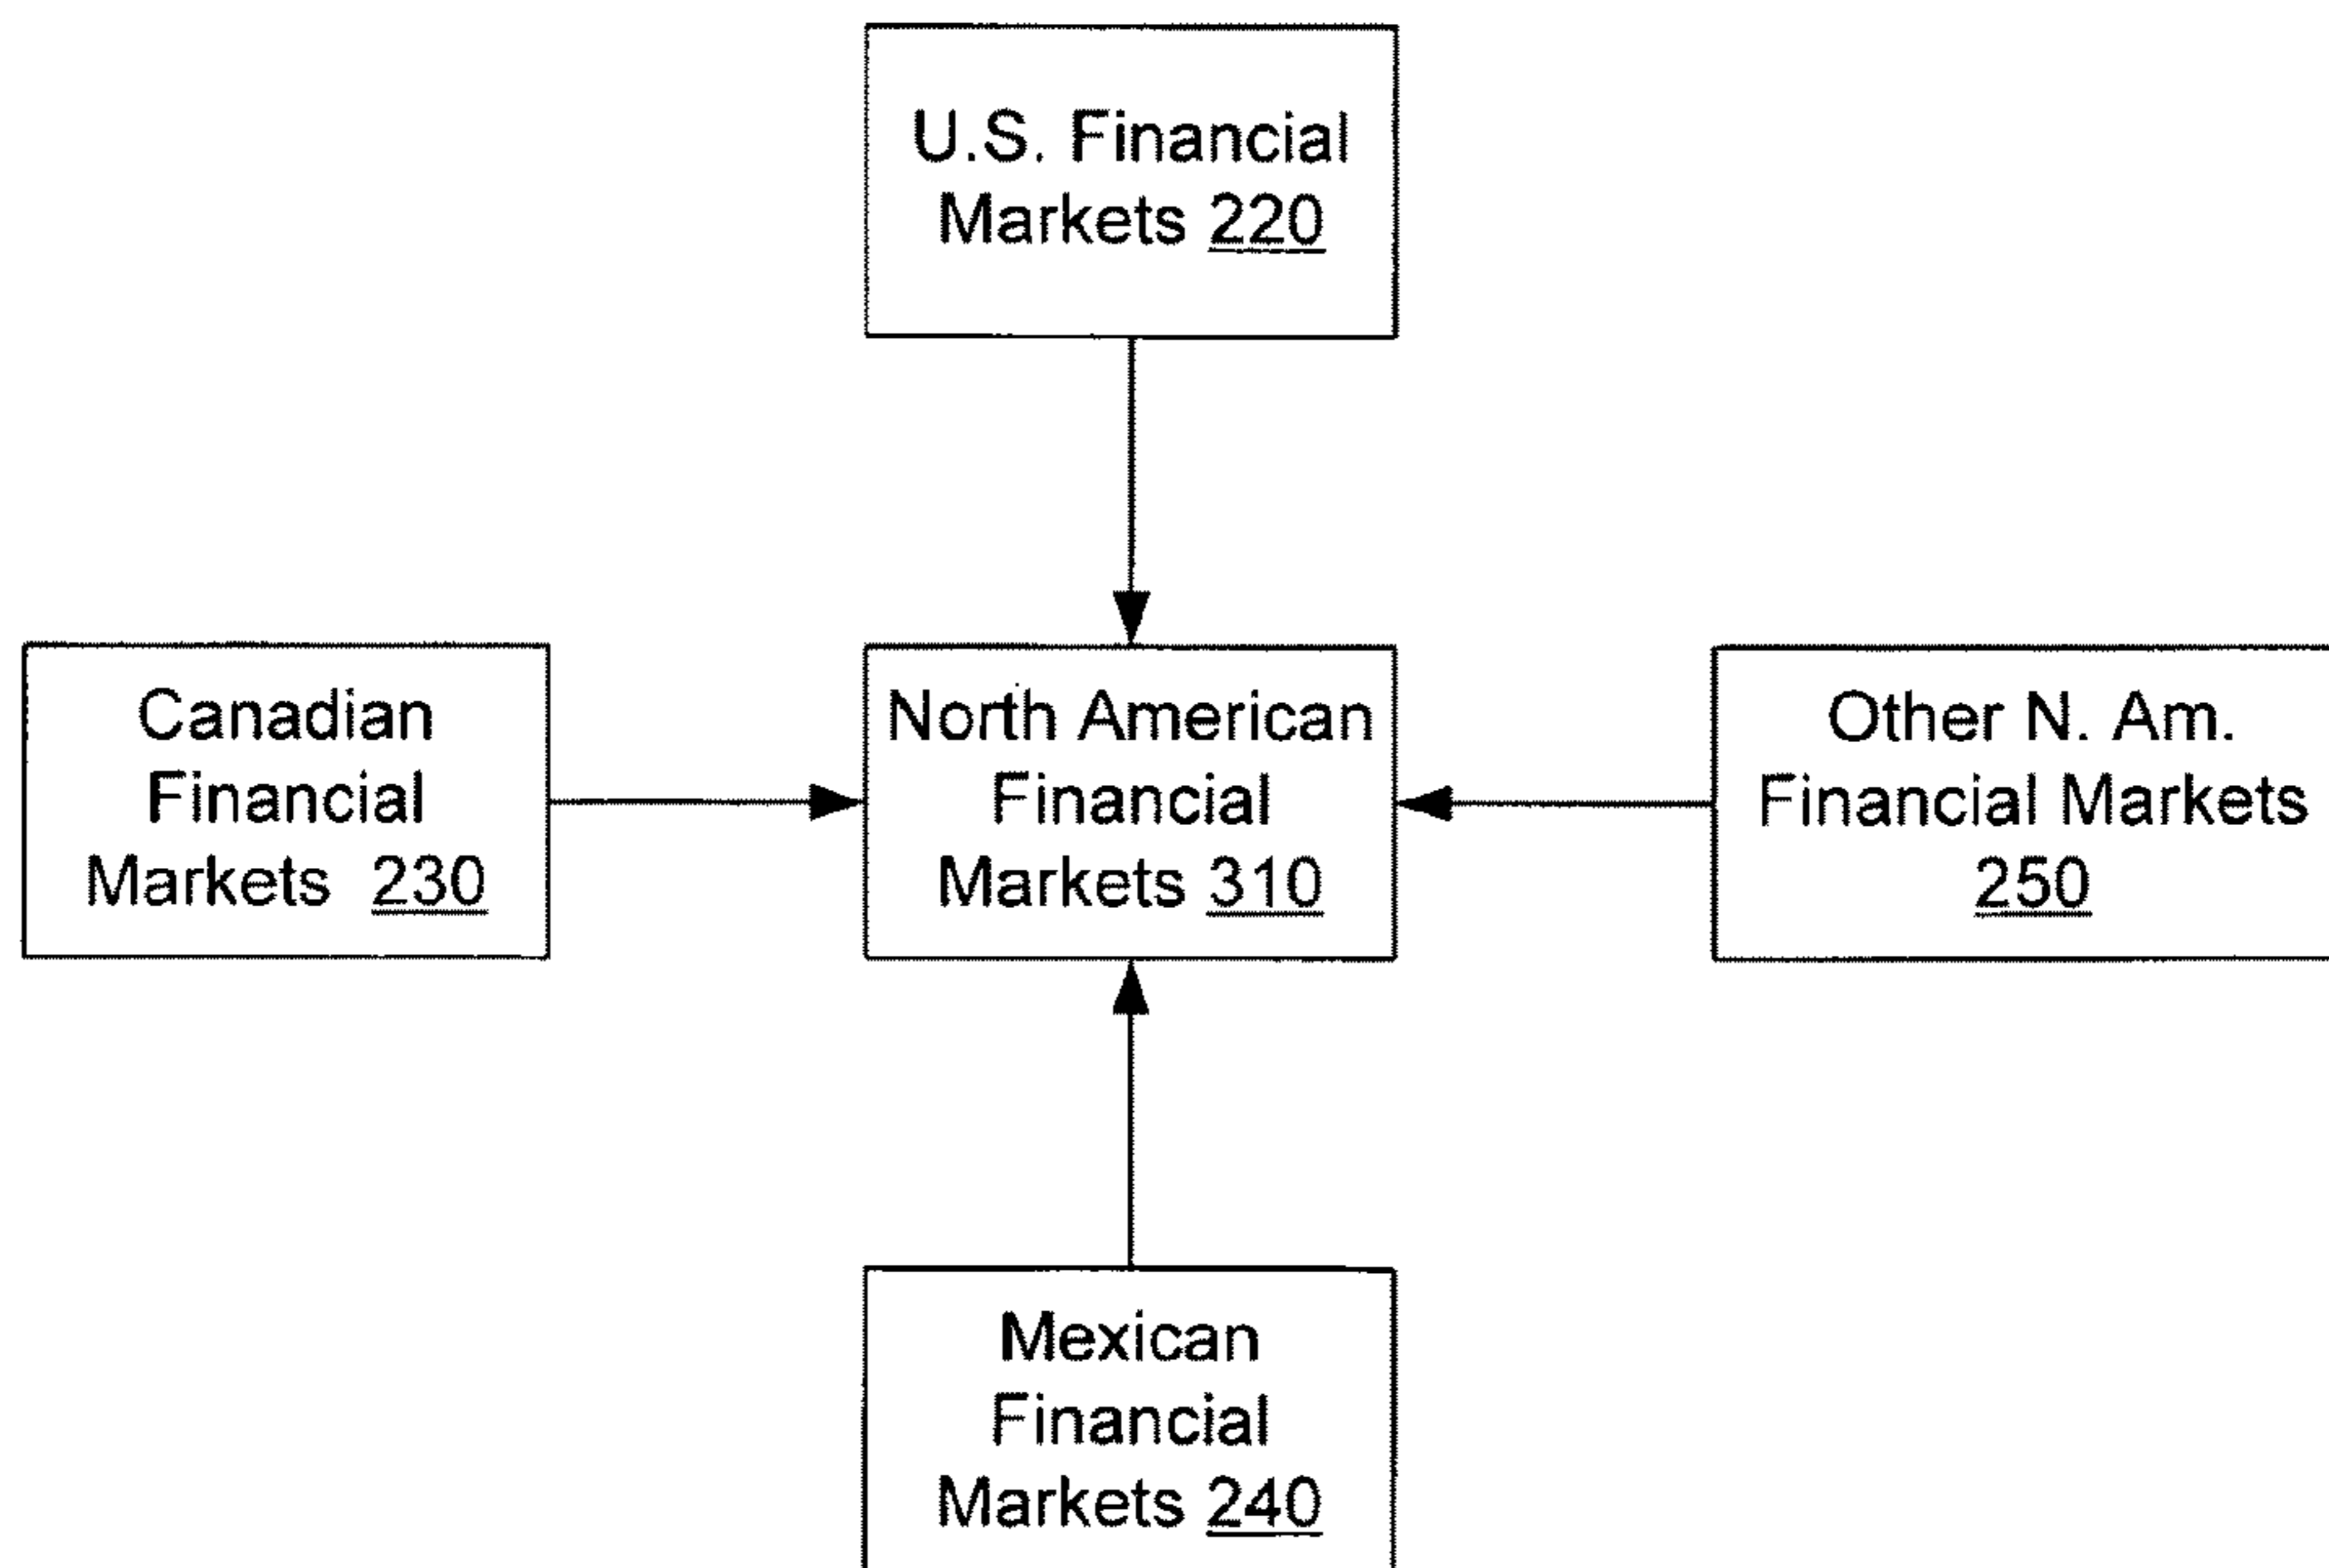 U.S. Financial
Markets 220
Canadian
Financial
Markets 230
North American
Financial
Markets 310
Other N. Am.
Financial Markets
250
Mexican
Financial
Markets 240